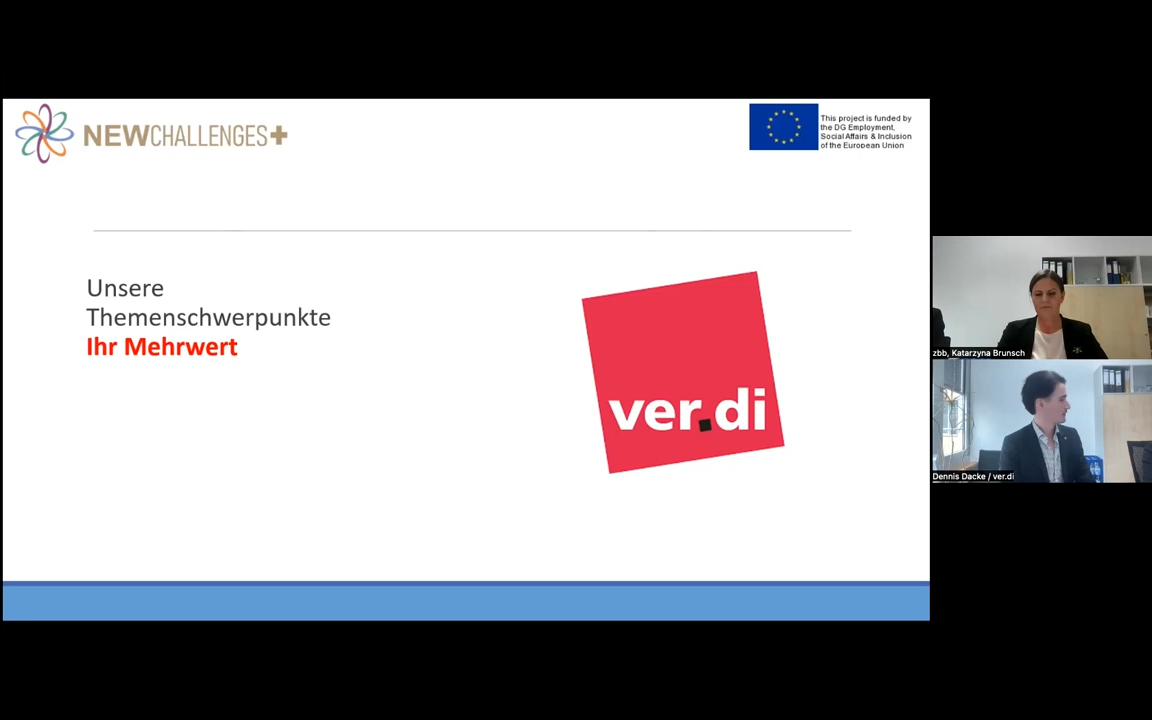 NEWCHALLENGES+
This project is funded by
the DG Employment,
Social Affairs & Inclusion
of the European Union
Unsere
Themenschwerpunkte
Ihr Mehrwert
ver.di
zbb, Katarzyna Brunsch
Dennis Dacke / ver.di